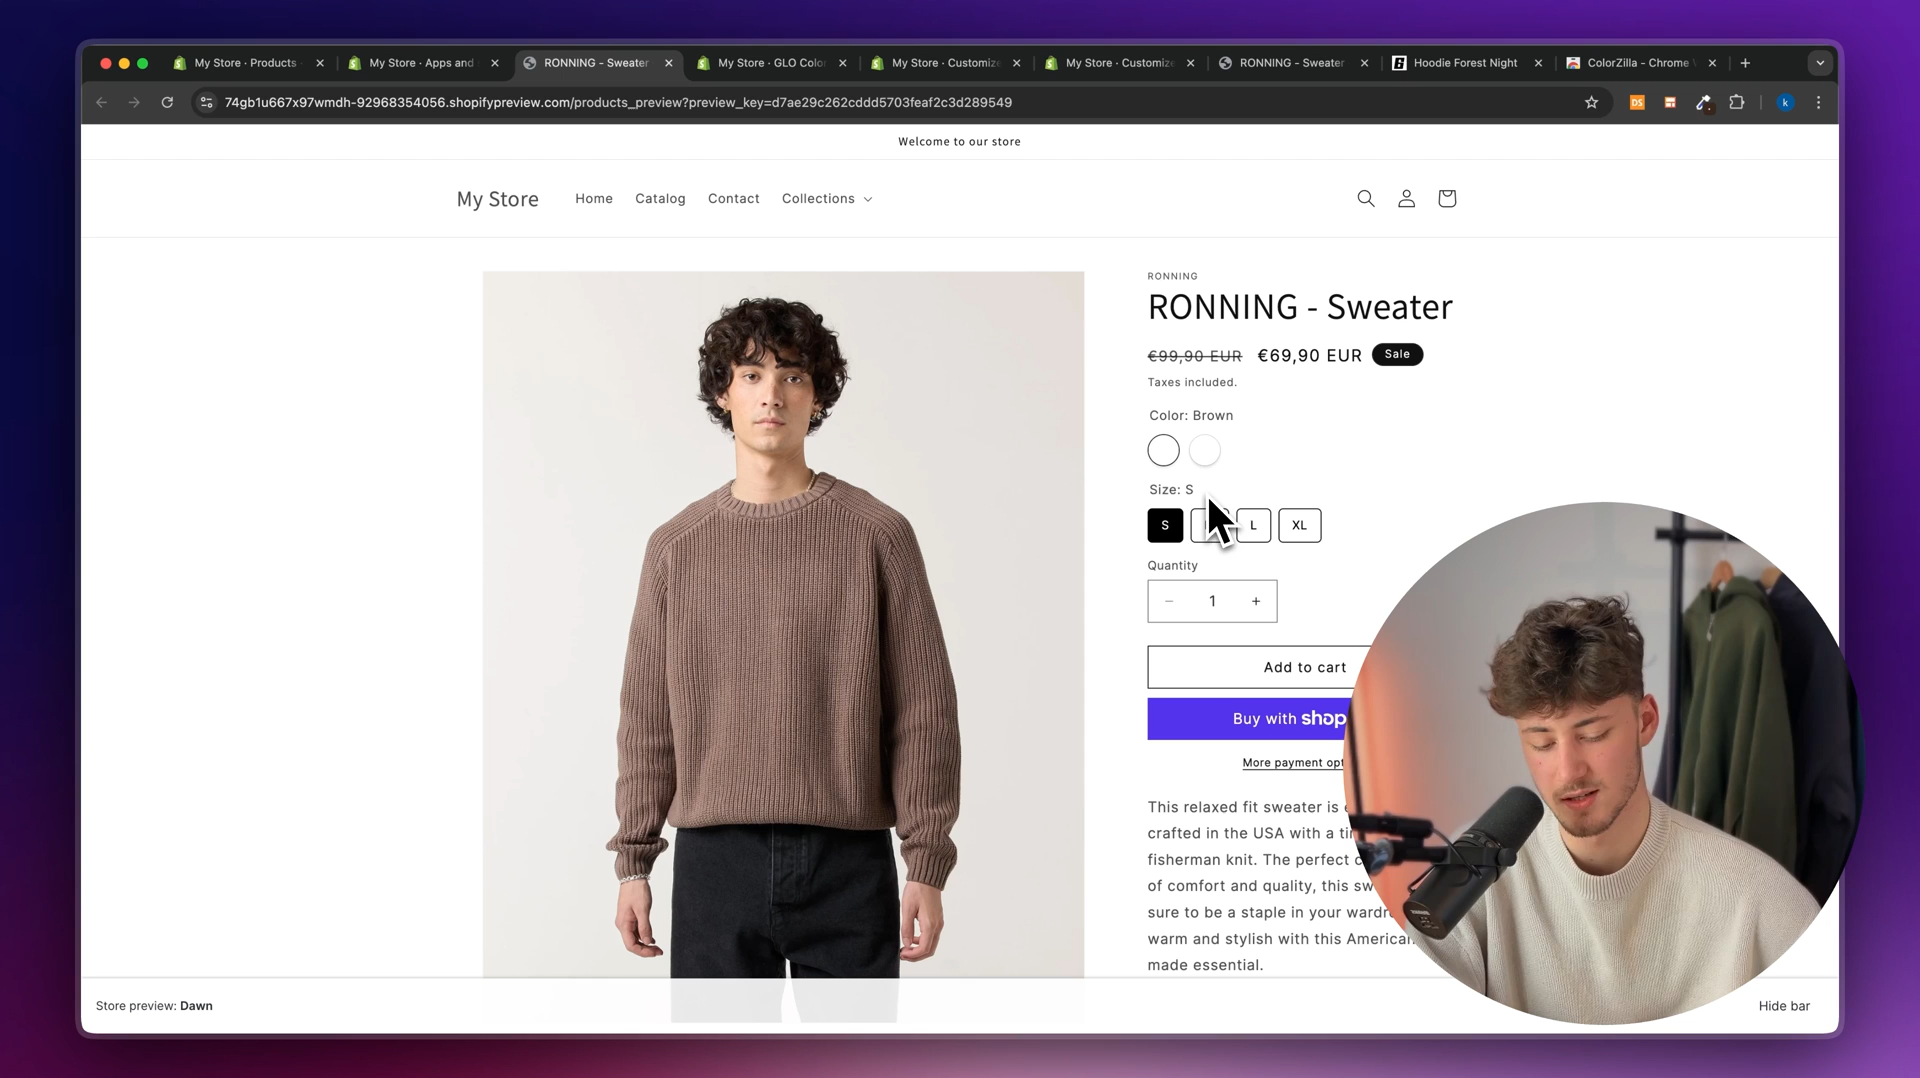 My Store · Products
My Store · Apps and
RONNING - Sweater
My Store · GLO Color
My Store · Customize
My Store · Customize
RONNING - Sweater
Hoodie Forest Night
ColorZilla - Chrome
74gb1u667x97wmdh-92968354056.shopifypreview.com/products_preview?preview_key=d7ae29c262cddd5703feaf2c3d289549
DS
k
Welcome to our store
My Store
Home
Catalog
Contact
Collections
RONNING
RONNING - Sweater
€99,90 EUR €69,90 EUR Sale
Taxes included.
Color: Brown
Size: S
S
L
XL
Quantity
1
Add to cart
Buy with shop
More payment opt
This relaxed fit sweater is
crafted in the USA with a
fisherman knit. The perfect
of comfort and quality, this
sure to be a staple in your
warm and stylish with this American
made essential.
Store preview: Dawn
Hide bar